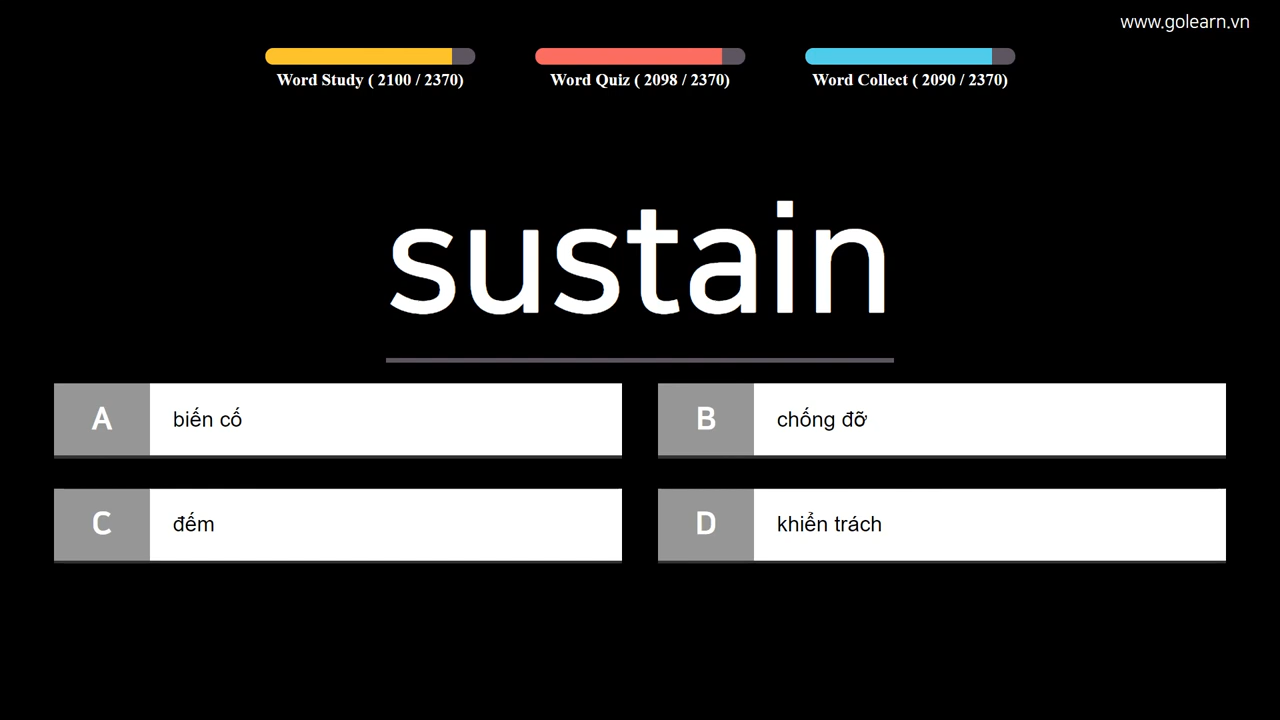 www.golearn.vn
Word Study ( 2100 / 2370)
Word Quiz ( 2098 / 2370)
Word Collect ( 2090 / 2370)
sustain
A biến cố
B chống đỡ
C đếm
D khiển trách